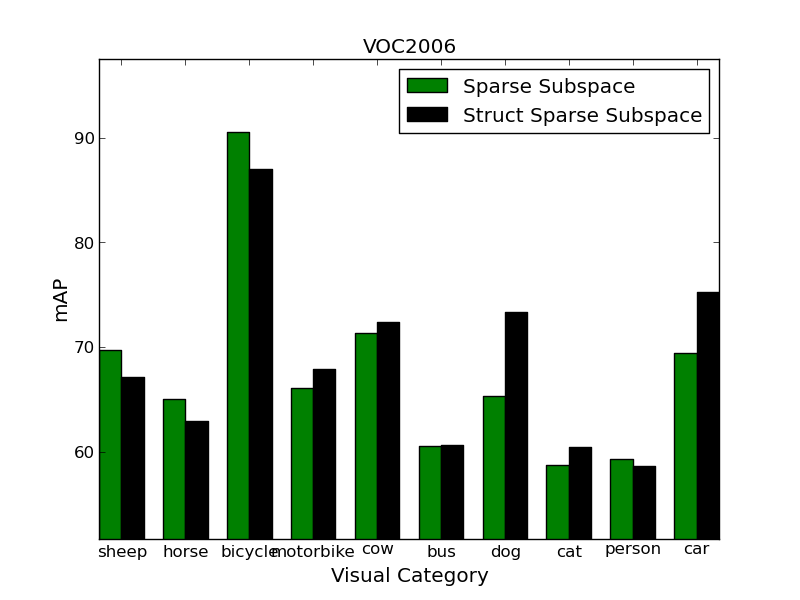 VOC2006
Sparse Subspace
Struct Sparse Subspace
90
80
70
60
mAP
sheep horse bicycle motorbike cow bus dog cat person car
Visual Category